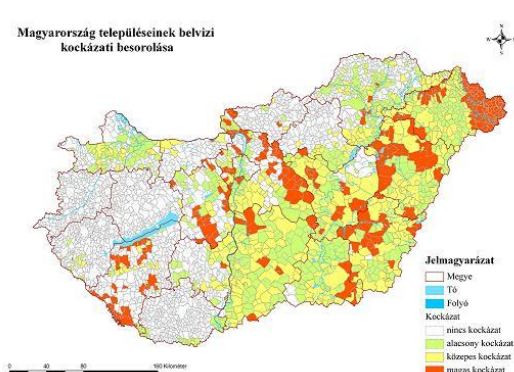 Magyarország településeinek belvizi
kockázati besorolása
N
W
E
S
Jelmagyarázat
Megye
Tó
Folyó
Kockázat
nincs kockázat
alacsony kockázat
közepes kockázat
magas kockázat
0 40 80 160 Kilométer